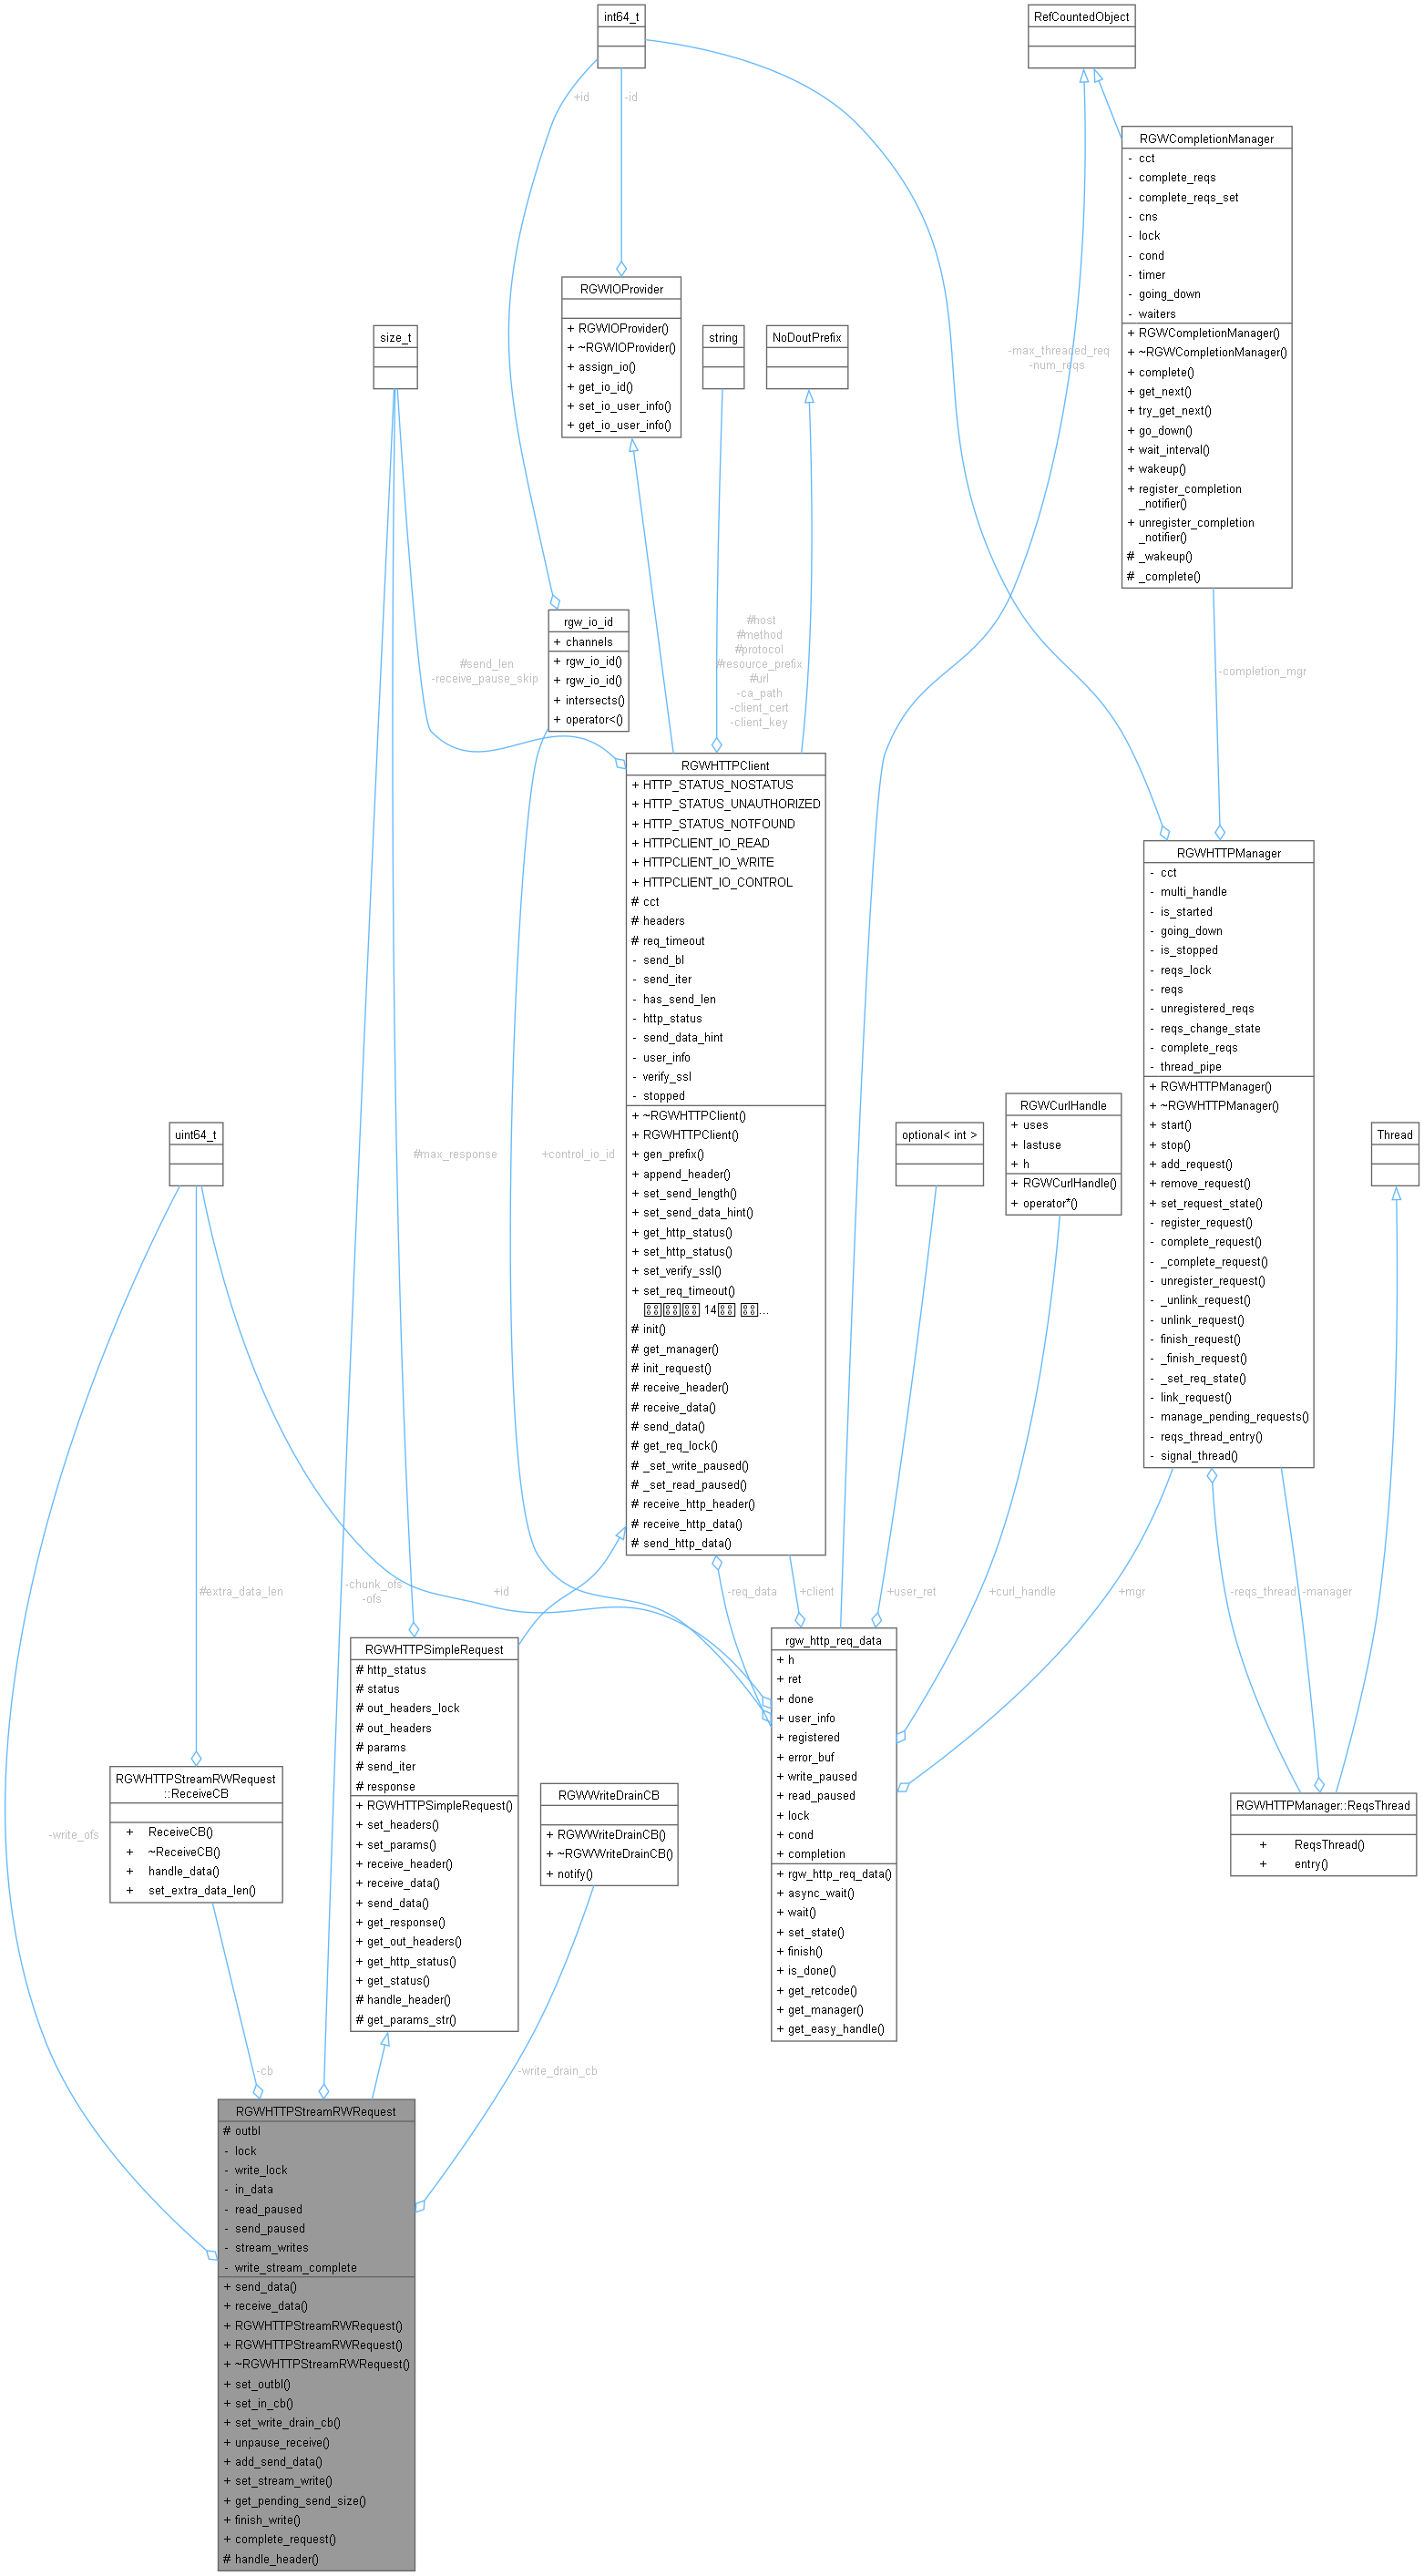 int64_t
RefCountedObject
+id
-id
RGWCompletionManager
- cct
- complete_reqs
- complete_reqs_set
- cns
- lock
- cond
- timer
- going_down
- waiters
+ RGWCompletionManager()
+ ~RGWCompletionManager()
+ complete()
+ get_next()
+ try_get_next()
+ go_down()
+ wait_interval()
+ wakeup()
+ register_completion
_notifier()
+ unregister_completion
_notifier()
# _wakeup()
# _complete()
RGWIOProvider
+ RGWIOProvider()
+ ~RGWIOProvider()
+ assign_io()
+ get_io_id()
+ set_io_user_info()
+ get_io_user_info()
size_t
string
NoDoutPrefix
-max_threaded_req
-num_reqs
rgw_io_id
+ channels
+ rgw_io_id()
+ rgw_io_id()
+ intersects()
+ operator<()
#send_len
-receive_pause_skip
#host
#method
#protocol
#resource_prefix
#url
-ca_path
-client_cert
-client_key
-completion_mgr
RGWHTTPClient
+ HTTP_STATUS_NOSTATUS
+ HTTP_STATUS_UNAUTHORIZED
+ HTTP_STATUS_NOTFOUND
+ HTTPCLIENT_IO_READ
+ HTTPCLIENT_IO_WRITE
+ HTTPCLIENT_IO_CONTROL
# cct
# headers
# req_timeout
- send_bl
- send_iter
- has_send_len
- http_status
- send_data_hint
- user_info
- verify_ssl
- stopped
+ ~RGWHTTPClient()
+ RGWHTTPClient()
+ gen_prefix()
+ append_header()
+ set_send_length()
+ set_send_data_hint()
+ get_http_status()
+ set_http_status()
+ set_verify_ssl()
+ set_req_timeout()
14 ...
# init()
# get_manager()
# init_request()
# receive_header()
# receive_data()
# send_data()
# get_req_lock()
# _set_write_paused()
# _set_read_paused()
# receive_http_header()
# receive_http_data()
# send_http_data()
RGWHTTPManager
- cct
- multi_handle
- is_started
- going_down
- is_stopped
- reqs_lock
- reqs
- unregistered_reqs
- reqs_change_state
- complete_reqs
- thread_pipe
+ RGWHTTPManager()
+ ~RGWHTTPManager()
+ start()
+ stop()
+ add_request()
+ remove_request()
+ set_request_state()
- register_request()
- complete_request()
- _complete_request()
- unregister_request()
- _unlink_request()
- unlink_request()
- finish_request()
- _finish_request()
- _set_req_state()
- link_request()
- manage_pending_requests()
- reqs_thread_entry()
- signal_thread()
RGWCurlHandle
+ uses
+ lastuse
+ h
+ RGWCurlHandle()
+ operator*()
uint64_t
optional< int >
Thread
#max_response
+control_io_id
#extra_data_len
-chunk_ofs
-ofs
+id
-req_data
+client
+user_ret
+curl_handle
+mgr
-reqs_thread
-manager
RGWHTTPSimpleRequest
# http_status
# status
# out_headers_lock
# out_headers
# params
# send_iter
# response
+ RGWHTTPSimpleRequest()
+ set_headers()
+ set_params()
+ receive_header()
+ receive_data()
+ send_data()
+ get_response()
+ get_out_headers()
+ get_http_status()
+ get_status()
# handle_header()
# get_params_str()
rgw_http_req_data
+ h
+ ret
+ done
+ user_info
+ registered
+ error_buf
+ write_paused
+ read_paused
+ lock
+ cond
+ completion
+ rgw_http_req_data()
+ async_wait()
+ wait()
+ set_state()
+ finish()
+ is_done()
+ get_retcode()
+ get_manager()
+ get_easy_handle()
RGWHTTPStreamRWRequest
::ReceiveCB
+ ReceiveCB()
+ ~ReceiveCB()
+ handle_data()
+ set_extra_data_len()
RGWWriteDrainCB
+ RGWWriteDrainCB()
+ ~RGWWriteDrainCB()
+ notify()
RGWHTTPManager::ReqsThread
+ ReqsThread()
+ entry()
-write_ofs
-cb
-write_drain_cb
RGWHTTPStreamRWRequest
# outbl
- lock
- write_lock
- in_data
- read_paused
- send_paused
- stream_writes
- write_stream_complete
+ send_data()
+ receive_data()
+ RGWHTTPStreamRWRequest()
+ RGWHTTPStreamRWRequest()
+ ~RGWHTTPStreamRWRequest()
+ set_outbl()
+ set_in_cb()
+ set_write_drain_cb()
+ unpause_receive()
+ add_send_data()
+ set_stream_write()
+ get_pending_send_size()
+ finish_write()
+ complete_request()
# handle_header()